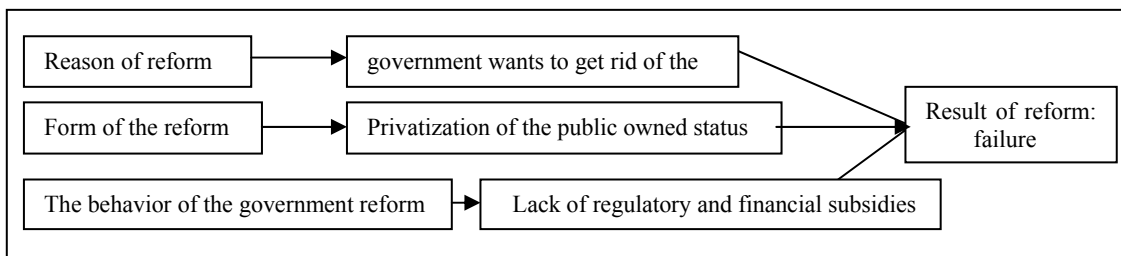 Reason of reform
government wants to get rid of the
Form of the reform
Privatization of the public owned status
Result of reform:
failure
The behavior of the government reform
Lack of regulatory and financial subsidies